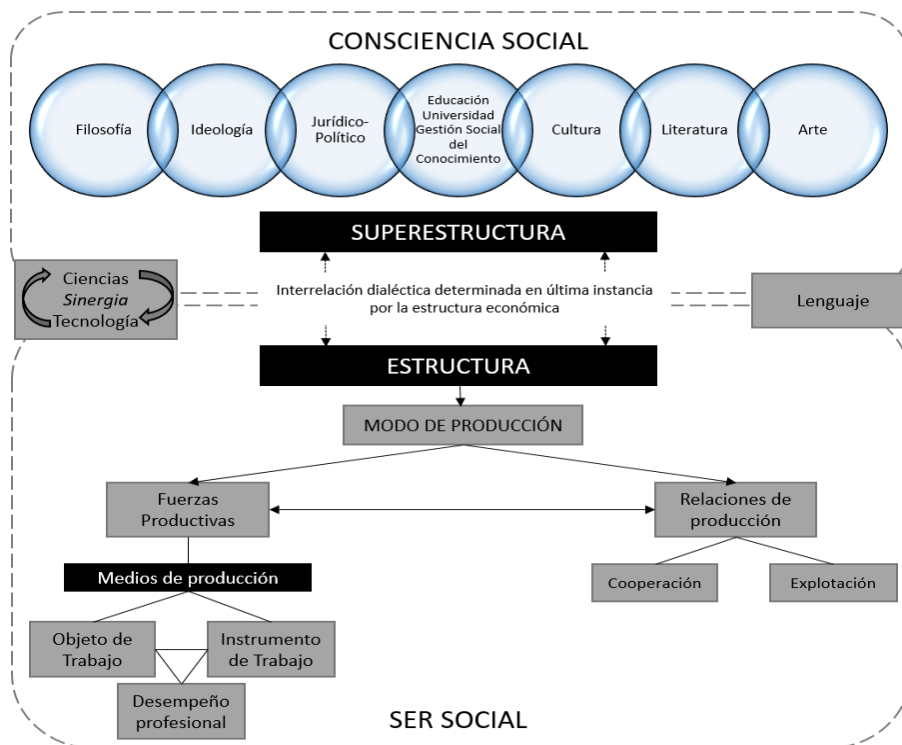 CONSCIENCIA SOCIAL
Filosofía
Ideología
Jurídico-
Político
Educación
Universidad
Gestión Social
del
Conocimiento
Cultura
Literatura
Arte
SUPERESTRUCTURA
Ciencias
Sinergia
Tecnología
Interrelación dialéctica determinada en última instancia
por la estructura económica
Lenguaje
ESTRUCTURA
MODO DE PRODUCCIÓN
Fuerzas
Productivas
Relaciones de
producción
Medios de producción
Cooperación
Explotación
Objeto de
Trabajo
Instrumento
de Trabajo
Desempeño
profesional
SER SOCIAL